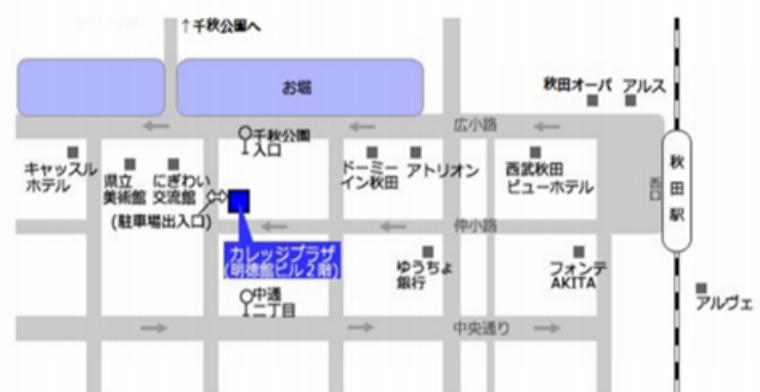 ↑千秋公園へ
お堀
秋田オーパ
アルス
広小路
千秋公園
入口
キャッスル
ホテル
県立
美術館
にぎわい
交流館
(駐車場出入口)
ドーミー
イン秋田
アトリオン
西武秋田
ビューホテル
西口
秋田駅
仲小路
カレッジプラザ
(明徳館ビル2階)
ゆうちょ
銀行
フォンテ
AKITA
アルヴェ
中通
二丁目
中央通り